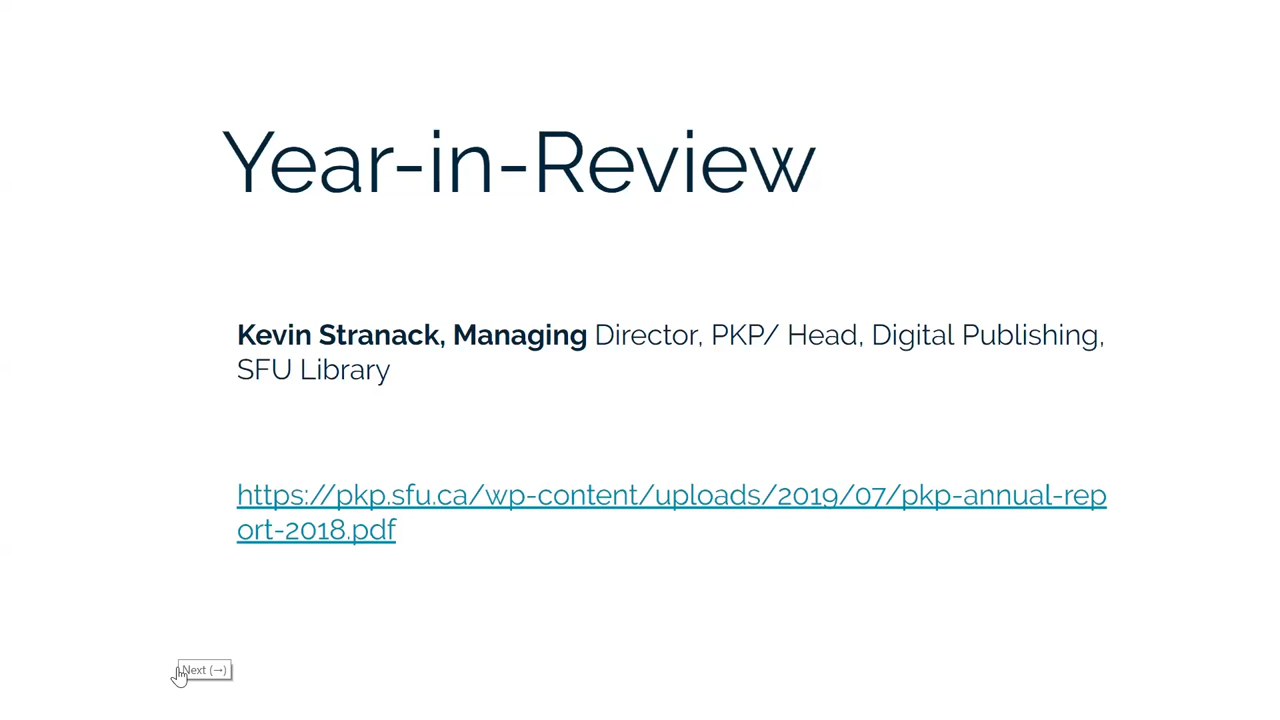 Year-in-Review
Kevin Stranack, Managing Director, PKP/ Head, Digital Publishing,
SFU Library
https://pkp.sfu.ca/wp-content/uploads/2019/07/pkp-annual-rep
ort-2018.pdf
Next (→)